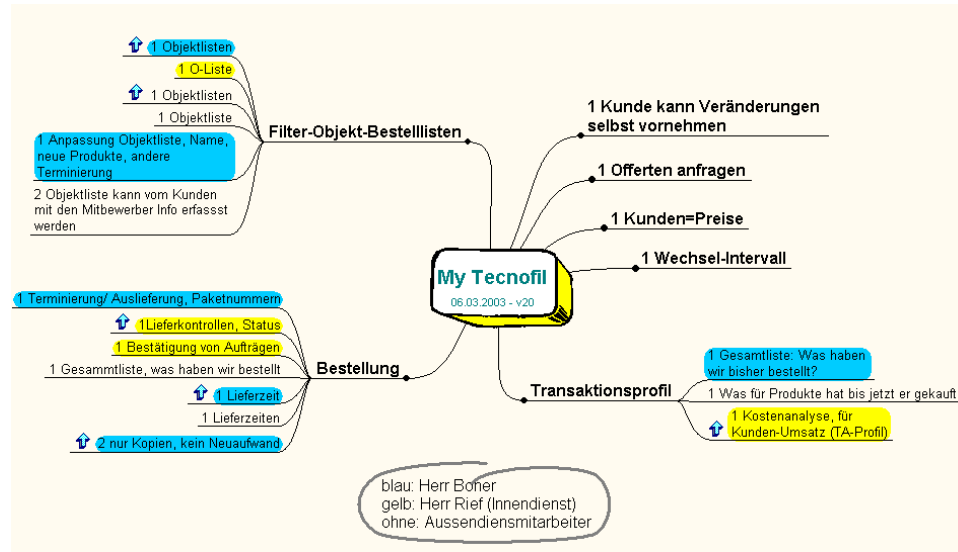 1 Objektlisten
1 O-Liste
1 Objektlisten
1 Objektliste
1 Anpassung Objektliste, Name,
neue Produkte, andere
Terminierung
2 Objektliste kann vom Kunden
mit den Mitbewerber Info erfassst
werden
Filter-Objekt-Bestelllisten
1 Kunde kann Veränderungen
selbst vornehmen
1 Offerten anfragen
1 Kunden=Preise
1 Wechsel-Intervall
My Tecnofil
06.03.2003 - v20
1 Terminierung/ Auslieferung, Paketnummern
1Lieferkontrollen, Status
1 Bestätigung von Aufträgen
1 Gesammtliste, was haben wir bestellt
1 Lieferzeit
1 Lieferzeiten
2 nur Kopien, kein Neuaufwand
Bestellung
Transaktionsprofil
1 Gesamtliste: Was haben
wir bisher bestellt?
1 Was für Produkte hat bis jetzt er gekauft
1 Kostenanalyse, für
Kunden-Umsatz (TA-Profil)
blau: Herr Boner
gelb: Herr Rief (Innendienst)
ohne: Aussendiensmitarbeiter